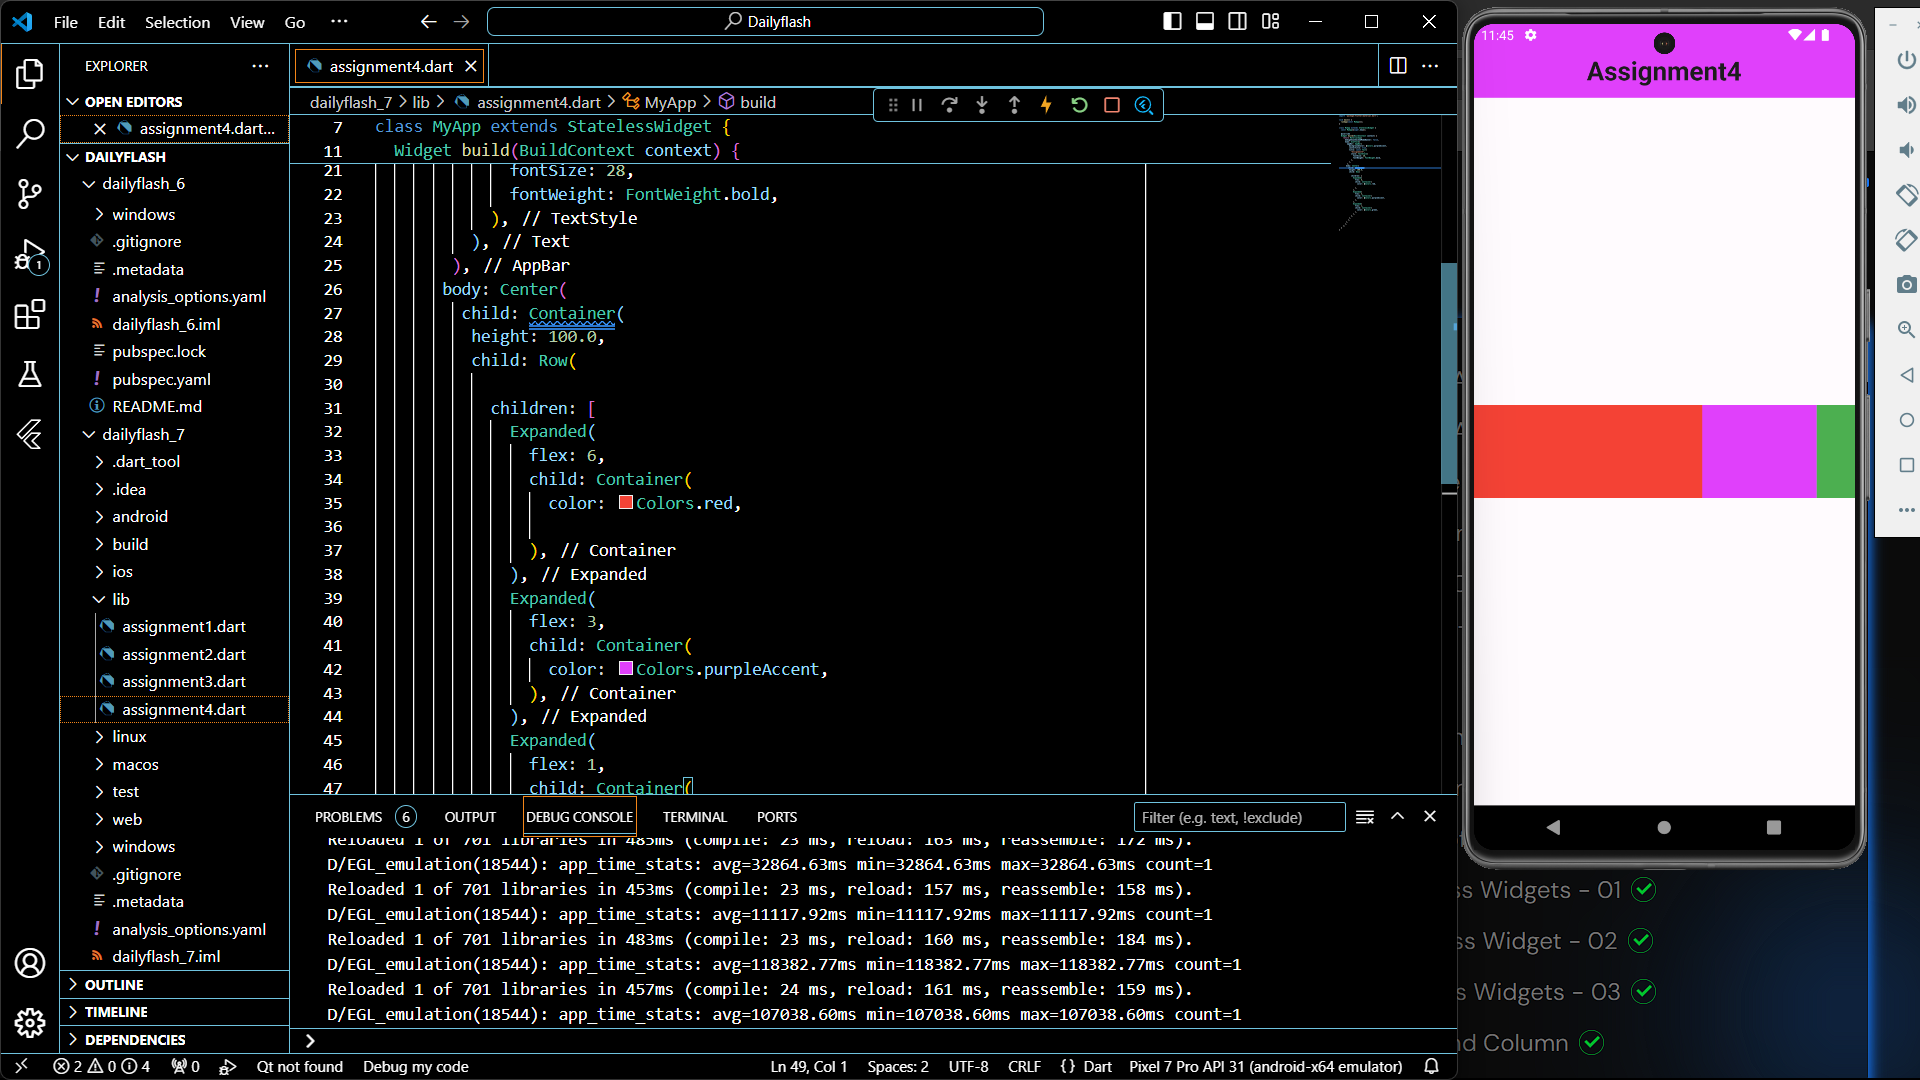 File Edit Selection View Go ··· Dailyflash
EXPLORER ···
OPEN EDITORS
assignment4.dart...
DAILYFLASH
dailyflash_6
windows
.gitignore
.metadata
analysis_options.yaml
dailyflash_6.iml
pubspec.lock
pubspec.yaml
README.md
dailyflash_7
.dart_tool
.idea
android
build
ios
lib
assignment1.dart
assignment2.dart
assignment3.dart
assignment4.dart
linux
macos
test
web
windows
.gitignore
.metadata
analysis_options.yaml
dailyflash_7.iml
OUTLINE
TIMELINE
DEPENDENCIES
1
assignment4.dart
dailyflash_7 > lib > assignment4.dart > MyApp > build
7 class MyApp extends StatelessWidget {
11 Widget build(BuildContext context) {
21 fontSize: 28,
22 fontWeight: FontWeight.bold,
23 ), // TextStyle
24 ), // Text
25 ), // AppBar
26 body: Center(
27 child: Container(
28 height: 100.0,
29 child: Row(
30
31 children: [
32 Expanded(
33 flex: 6,
34 child: Container(
35 color: Colors.red,
36
37 ), // Container
38 ), // Expanded
39 Expanded(
40 flex: 3,
41 child: Container(
42 color: Colors.purpleAccent,
43 ), // Container
44 ), // Expanded
45 Expanded(
46 flex: 1,
47 child: Container(
PROBLEMS 6 OUTPUT DEBUG CONSOLE TERMINAL PORTS Filter (e.g. text, !exclude)
Reloaded 1 of 701 libraries in 485ms (compile: 23 ms, reload: 163 ms, reassemble: 172 ms).
D/EGL_emulation(18544): app_time_stats: avg=32864.63ms min=32864.63ms max=32864.63ms count=1
Reloaded 1 of 701 libraries in 453ms (compile: 23 ms, reload: 157 ms, reassemble: 158 ms).
D/EGL_emulation(18544): app_time_stats: avg=11117.92ms min=11117.92ms max=11117.92ms count=1
Reloaded 1 of 701 libraries in 483ms (compile: 23 ms, reload: 160 ms, reassemble: 184 ms).
D/EGL_emulation(18544): app_time_stats: avg=118382.77ms min=118382.77ms max=118382.77ms count=1
Reloaded 1 of 701 libraries in 457ms (compile: 24 ms, reload: 161 ms, reassemble: 159 ms).
D/EGL_emulation(18544): app_time_stats: avg=107038.60ms min=107038.60ms max=107038.60ms count=1
2 0 4 0 Qt not found Debug my code Ln 49, Col 1 Spaces: 2 UTF-8 CRLF {} Dart Pixel 7 Pro API 31 (android-x64 emulator)
11:45
Assignment4
ss Widgets - 01
ss Widget - 02
s Widgets - 03
nd Column